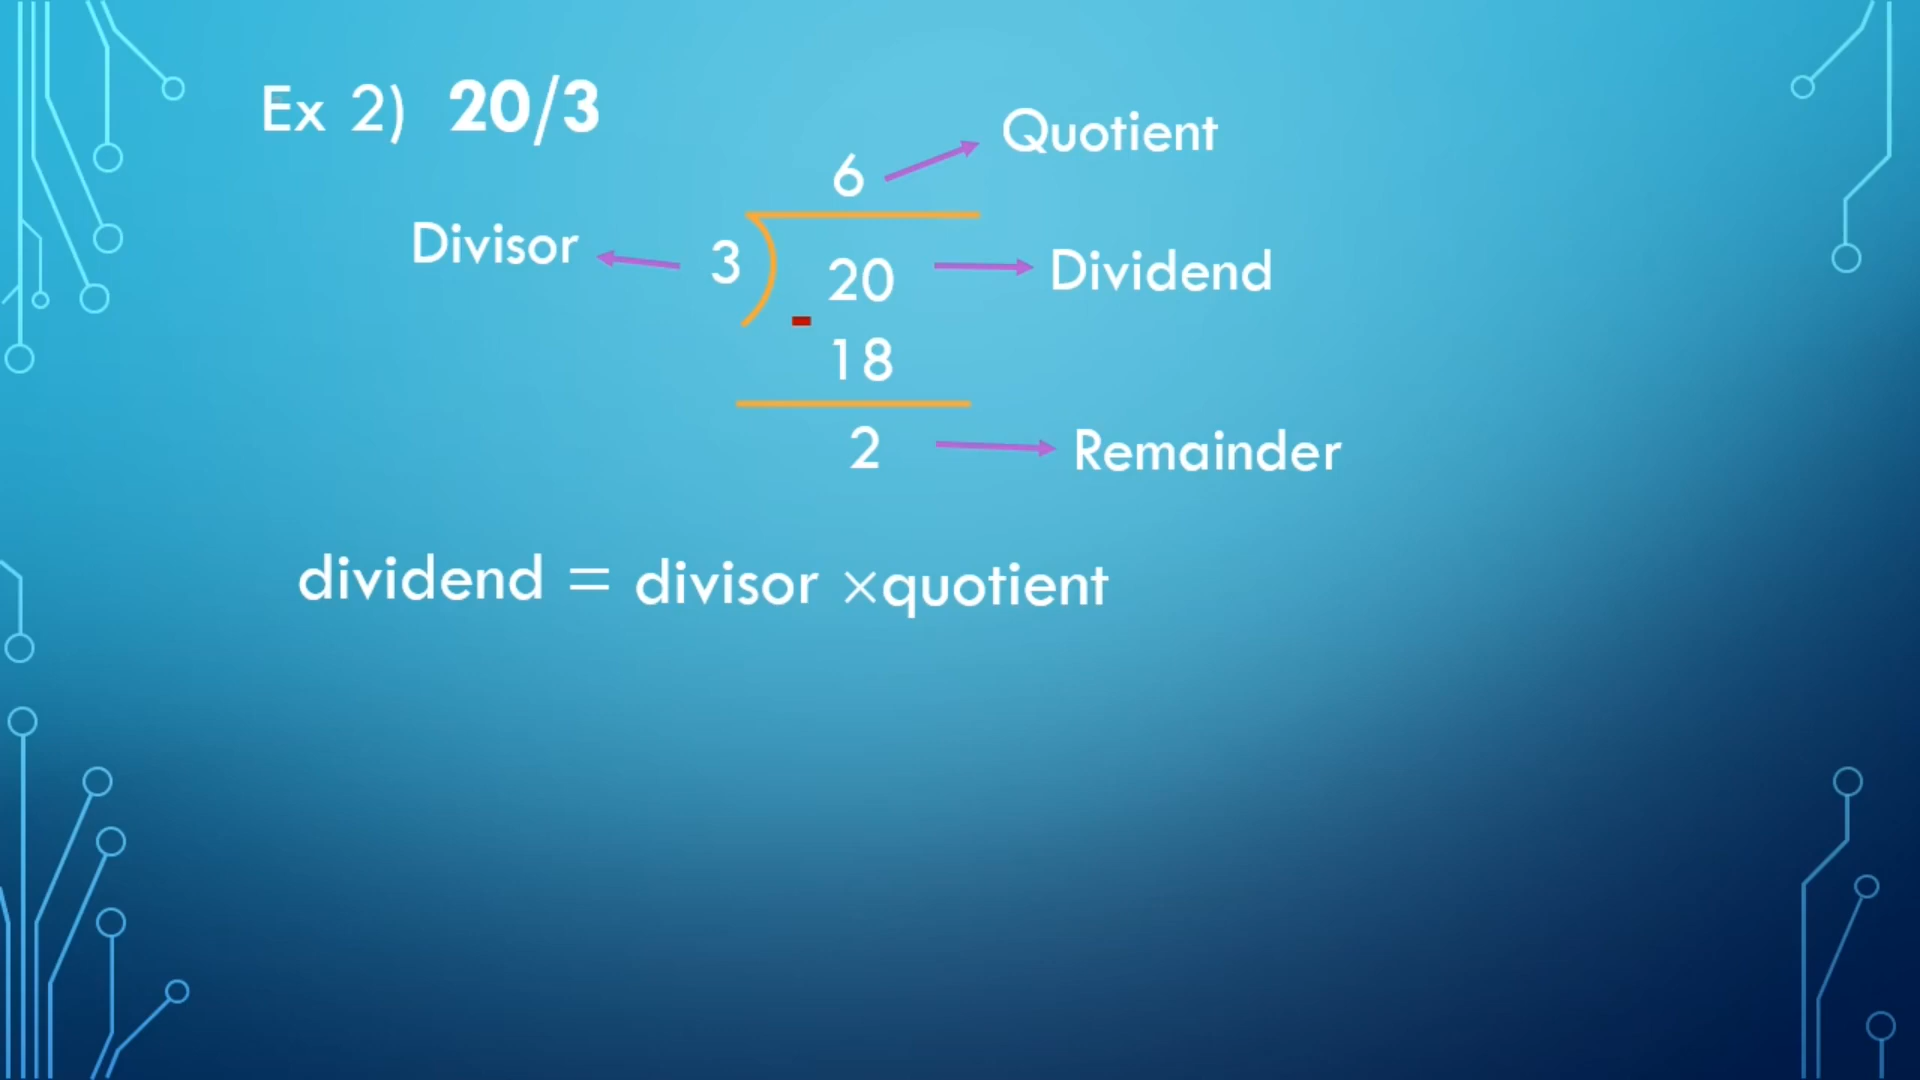 Ex 2) 20/3
Quotient
6
Divisor
3
20
Dividend
-
18
2
Remainder
dividend = divisor ×quotient